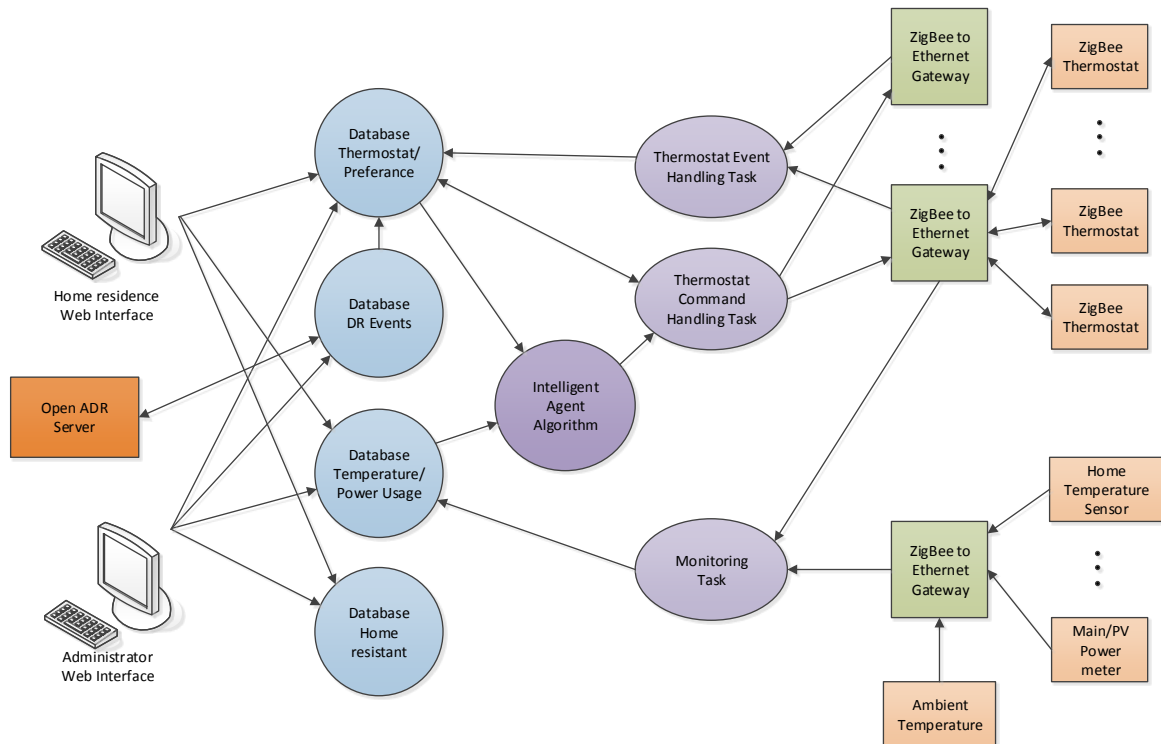 ZigBee to
Ethernet
Gateway
ZigBee
Thermostat
Database
Thermostat/
Preferance
Thermostat Event
Handling Task
ZigBee to
Ethernet
Gateway
ZigBee
Thermostat
Home residence
Web Interface
Database
DR Events
Thermostat
Command
Handling Task
ZigBee
Thermostat
Open ADR
Server
Intelligent
Agent
Algorithm
Database
Temperature/
Power Usage
Home
Temperature
Sensor
Monitoring
Task
ZigBee to
Ethernet
Gateway
Database
Home
resistant
Administrator
Web Interface
Main/PV
Power
meter
Ambient
Temperature